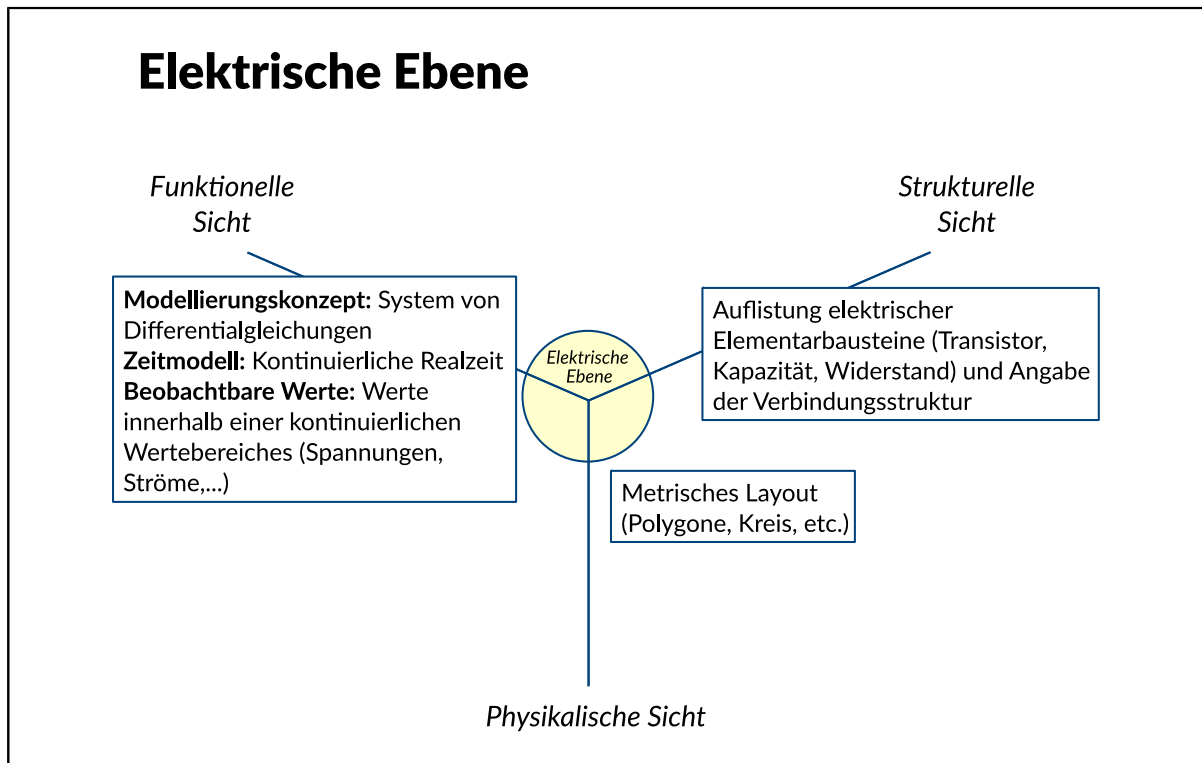 Elektrische Ebene
Funktionelle
Sicht
Strukturelle
Sicht
Modellierungskonzept: System von
Differentialgleichungen
Zeitmodell: Kontinuierliche Realzeit
Beobachtbare Werte: Werte
innerhalb einer kontinuierlichen
Wertebereiches (Spannungen,
Ströme,...)
Elektrische
Ebene
Auflistung elektrischer
Elementarbausteine (Transistor,
Kapazität, Widerstand) und Angabe
der Verbindungsstruktur
Metrisches Layout
(Polygone, Kreis, etc.)
Physikalische Sicht